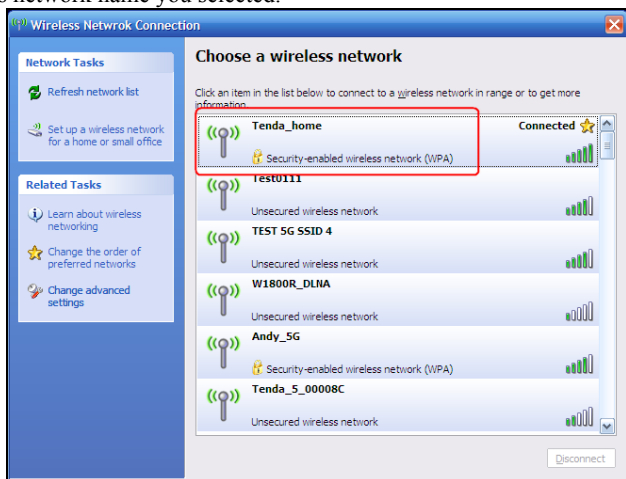 s network name you selected.
Wireless Netwrok Connection
Network Tasks
Refresh network list
Set up a wireless network
for a home or small office
Related Tasks
Learn about wireless
networking
Change the order of
preferred networks
Change advanced
settings
Choose a wireless network
Click an item in the list below to connect to a wireless network in range or to get more
information.
Tenda_home
Connected
Security-enabled wireless network (WPA)
Test0111
Unsecured wireless network
TEST 5G SSID 4
Unsecured wireless network
W1800R_DLNA
Unsecured wireless network
Andy_5G
Security-enabled wireless network (WPA)
Tenda_5_00008C
Unsecured wireless network
Disconnect